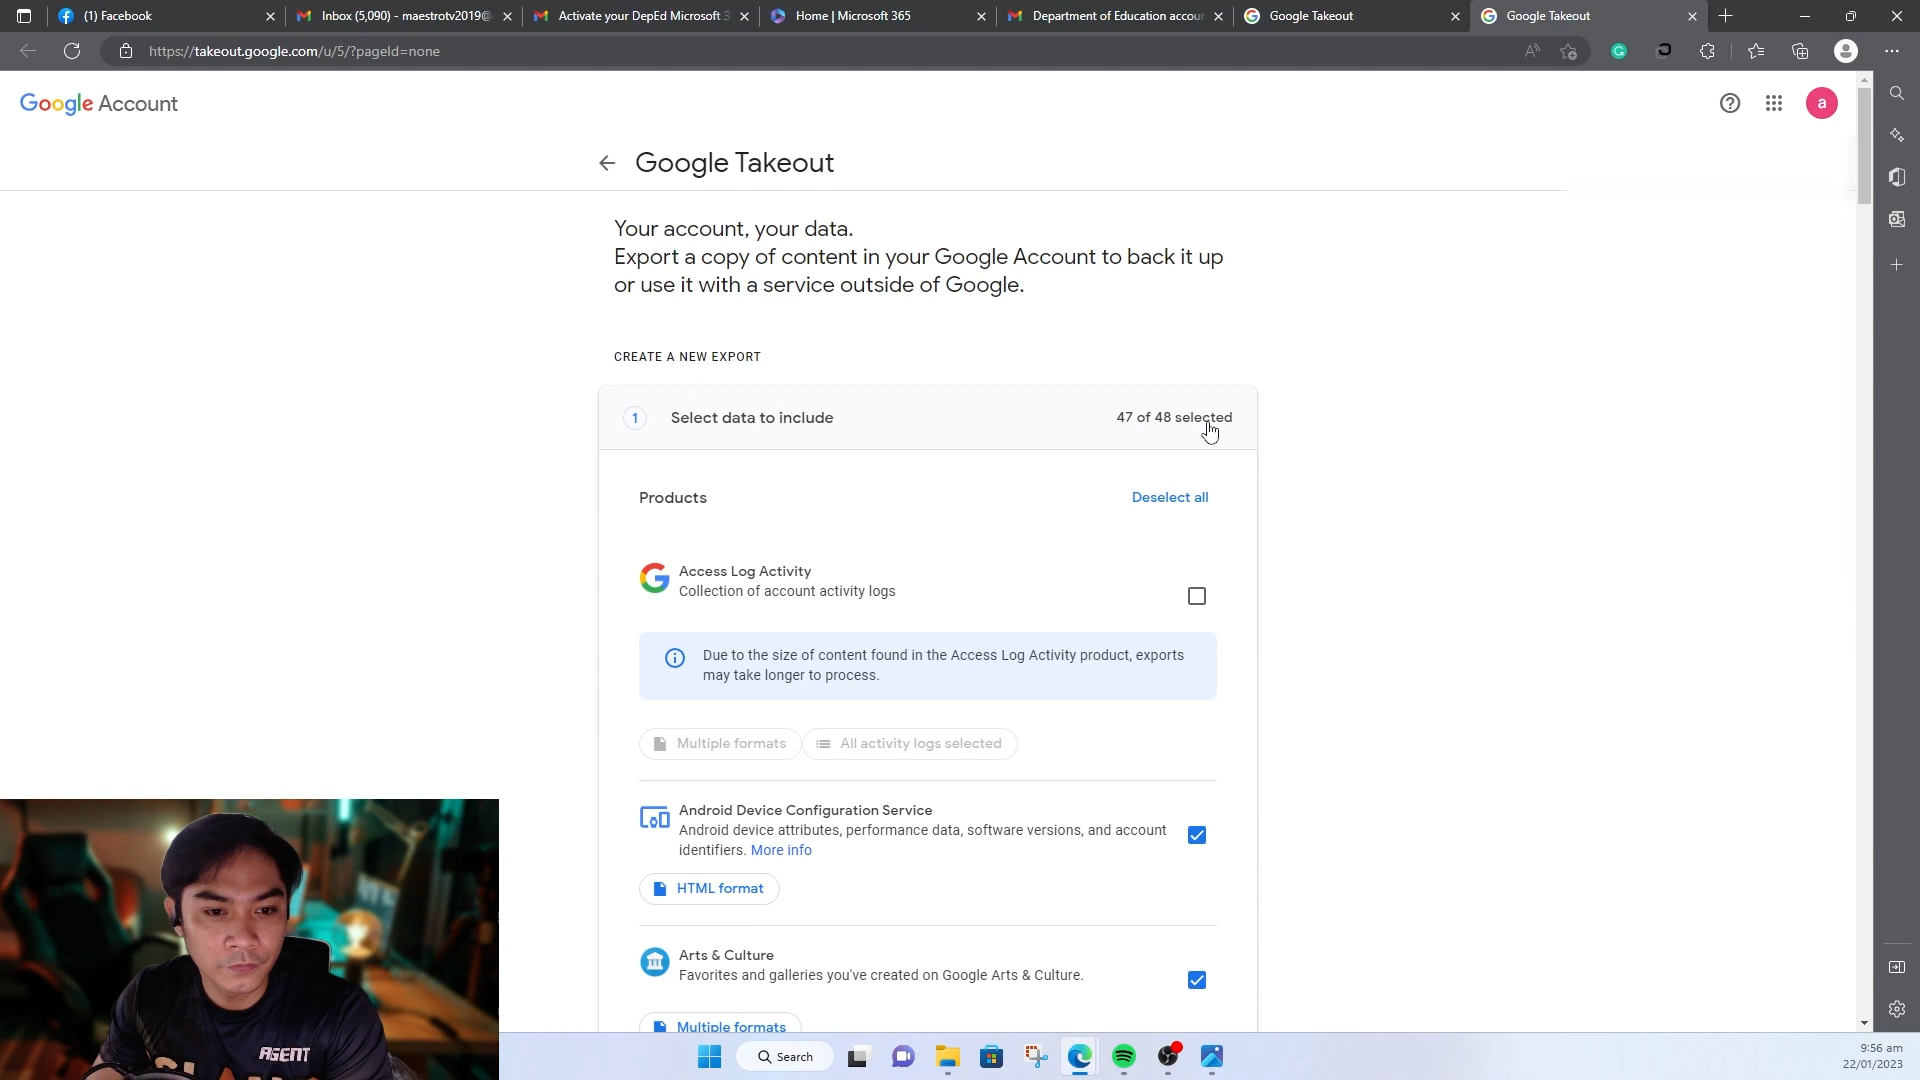 (1) Facebook
Inbox (5,090) - maestrotv2019@
Activate your DepEd Microsoft 3
Home | Microsoft 365
Department of Education accou
Google Takeout
Google Takeout
https://takeout.google.com/u/5/?pageId=none
Google Account
a
Google Takeout
Your account, your data.
Export a copy of content in your Google Account to back it up
or use it with a service outside of Google.
CREATE A NEW EXPORT
1 Select data to include 47 of 48 selected
Products Deselect all
Access Log Activity
Collection of account activity logs
Due to the size of content found in the Access Log Activity product, exports
may take longer to process.
Multiple formats All activity logs selected
Android Device Configuration Service
Android device attributes, performance data, software versions, and account
identifiers. More info
HTML format
Arts & Culture
Favorites and galleries you've created on Google Arts & Culture.
Multiple formats
AGENT
Search
9:56 am
22/01/2023